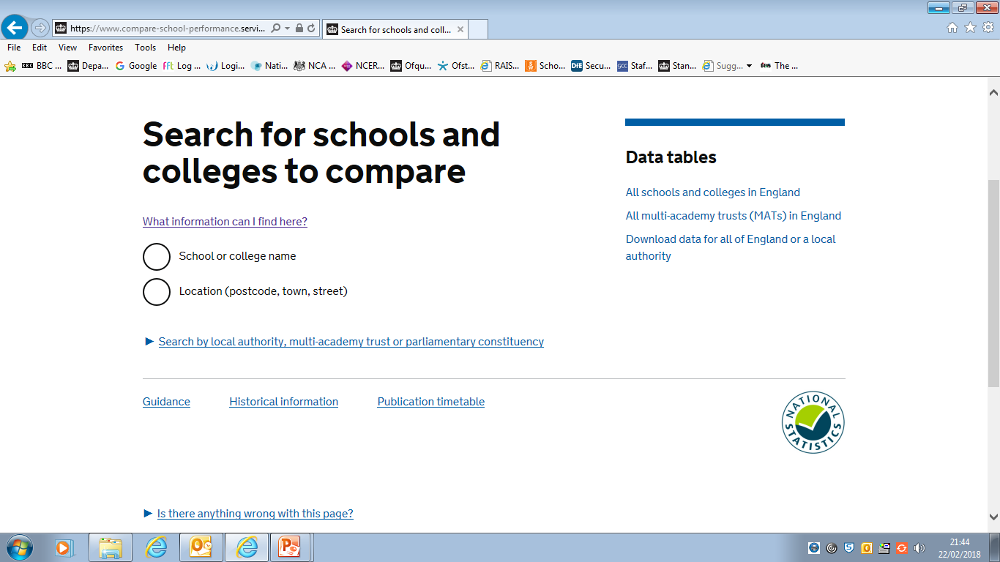 https://www.compare-school-performance.servi...
Search for schools and coll...
File Edit View Favorites Tools Help
BBC ... Depa... Google fft Log ... Logi... Nati... NCA ... NCER... Ofqu... Ofst... RAIS... Scho... DfE Secu... GCC Staf... Stan... Sugg... tes The ...
Search for schools and
colleges to compare
What information can I find here?
School or college name
Location (postcode, town, street)
Search by local authority, multi-academy trust or parliamentary constituency
Data tables
All schools and colleges in England
All multi-academy trusts (MATs) in England
Download data for all of England or a local
authority
Guidance Historical information Publication timetable
NATIONAL
STATISTICS
Is there anything wrong with this page?
21:44
22/02/2018